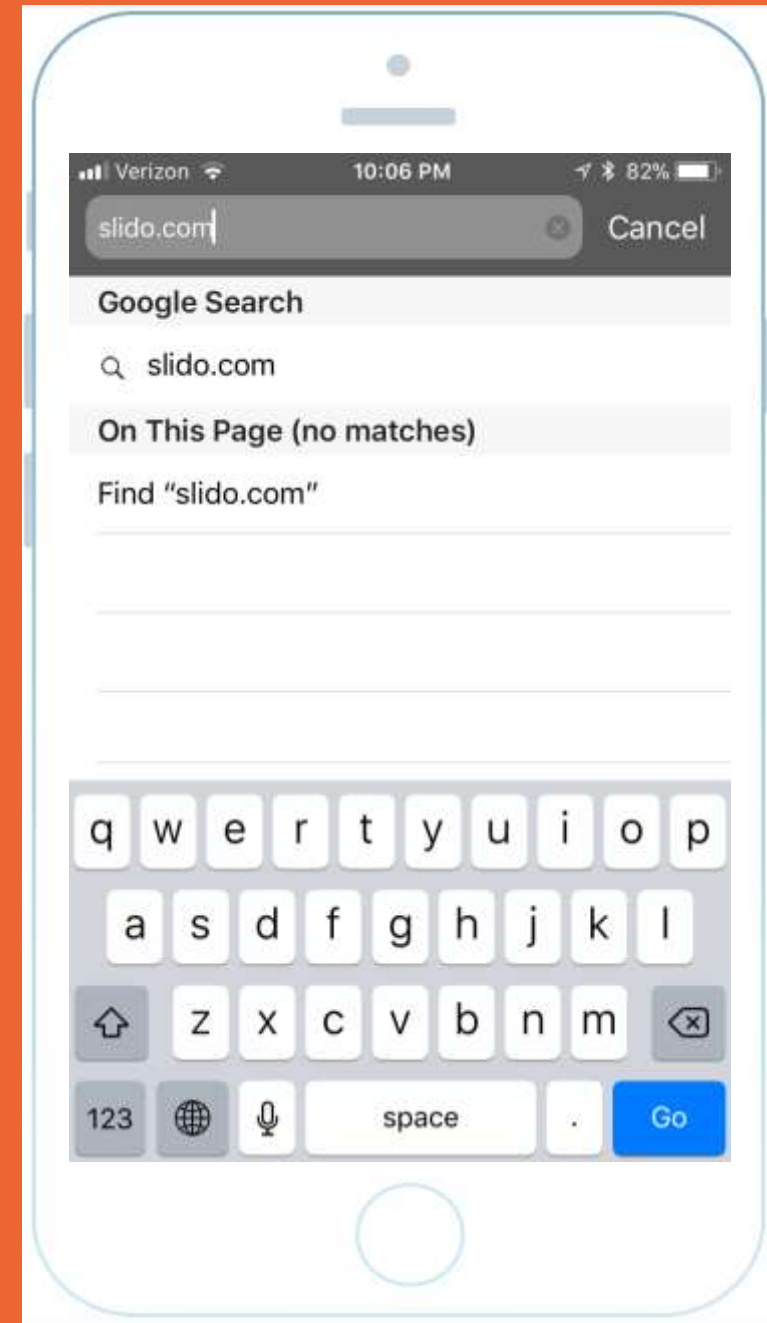 Verizon 10:06 PM 82%
slido.com Cancel
Google Search
slido.com
On This Page (no matches)
Find “slido.com”
q w e r t y u i o p
a s d f g h j k l
z x c v b n m
123 space . Go